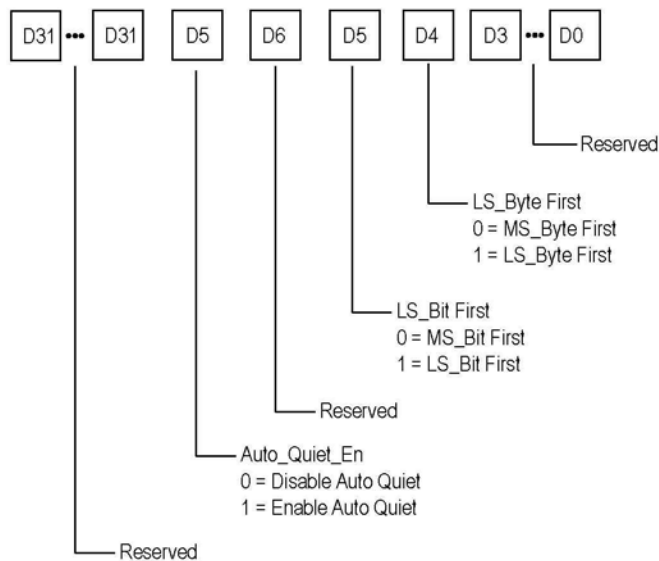 D31 ••• D31 D5 D6 D5 D4 D3 ••• D0
Reserved
LS_Byte First
0 = MS_Byte First
1 = LS_Byte First
LS_Bit First
0 = MS_Bit First
1 = LS_Bit First
Reserved
Auto_Quiet_En
0 = Disable Auto Quiet
1 = Enable Auto Quiet
Reserved